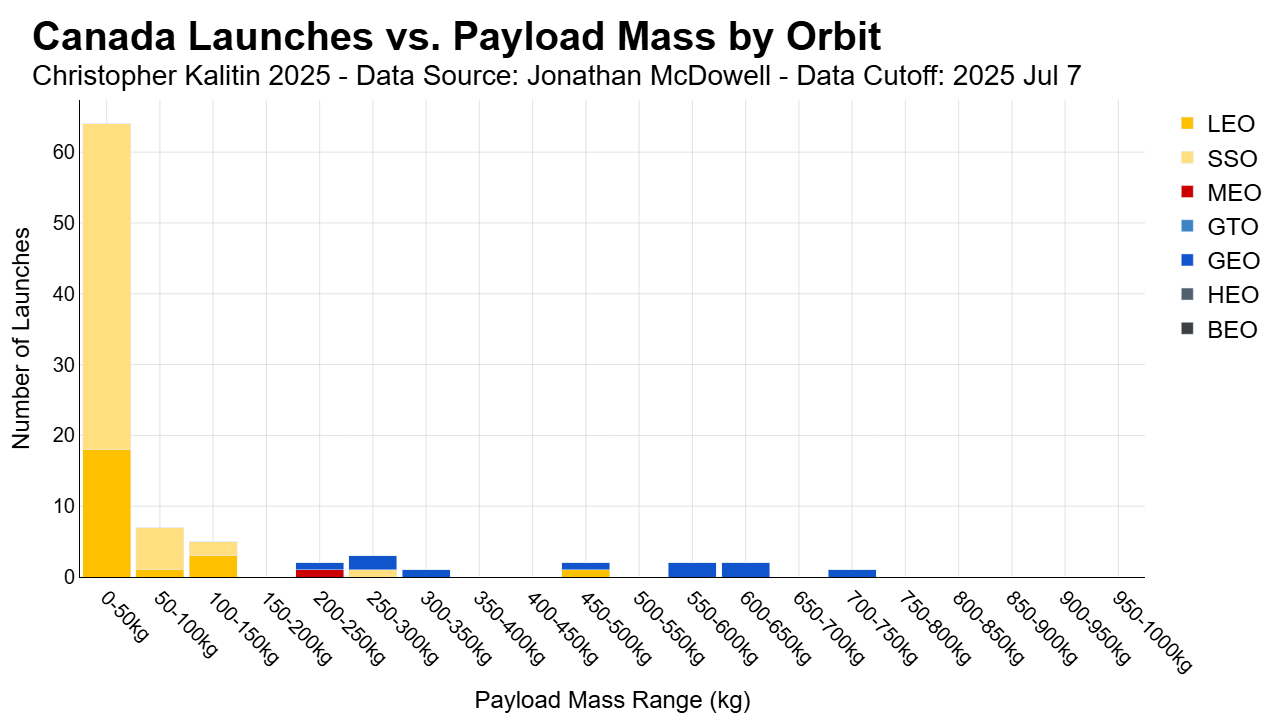 Canada Launches vs. Payload Mass by Orbit
Christopher Kalitin 2025 - Data Source: Jonathan McDowell - Data Cutoff: 2025 Jul 7
LEO
SSO
MEO
GTO
GEO
HEO
BEO
Number of Launches
60
50
40
30
20
10
0
0-50kg
50-100kg
100-150kg
150-200kg
200-250kg
250-300kg
300-350kg
350-400kg
400-450kg
450-500kg
500-550kg
550-600kg
600-650kg
650-700kg
700-750kg
750-800kg
800-850kg
850-900kg
900-950kg
950-1000kg
Payload Mass Range (kg)